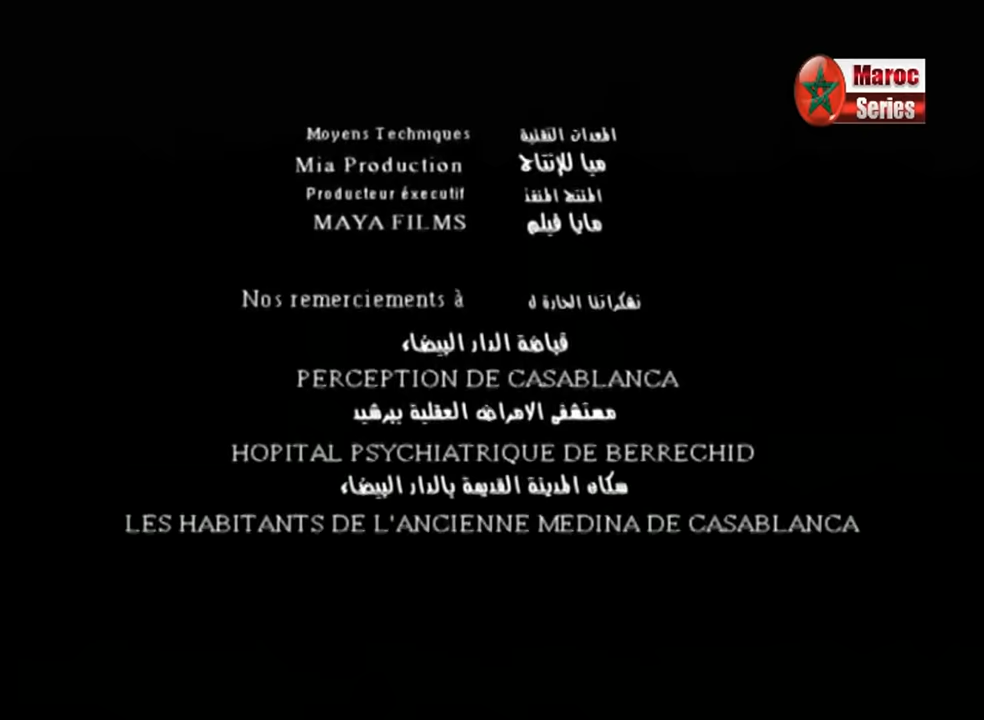 Maroc
Series
Moyens Techniques المعدات التقنية
Mia Production ميا للإنتاج
Producteur éxecutif المنتج المنفذ
MAYA FILMS مايا فيلم
Nos remerciements à تشكراتنا الحارة ل
قباضة الدار البيضاء
PERCEPTION DE CASABLANCA
مستشفى الامراض العقلية ببرشيد
HOPITAL PSYCHIATRIQUE DE BERRECHID
سكان المدينة القديمة بالدار البيضاء
LES HABITANTS DE L'ANCIENNE MEDINA DE CASABLANCA